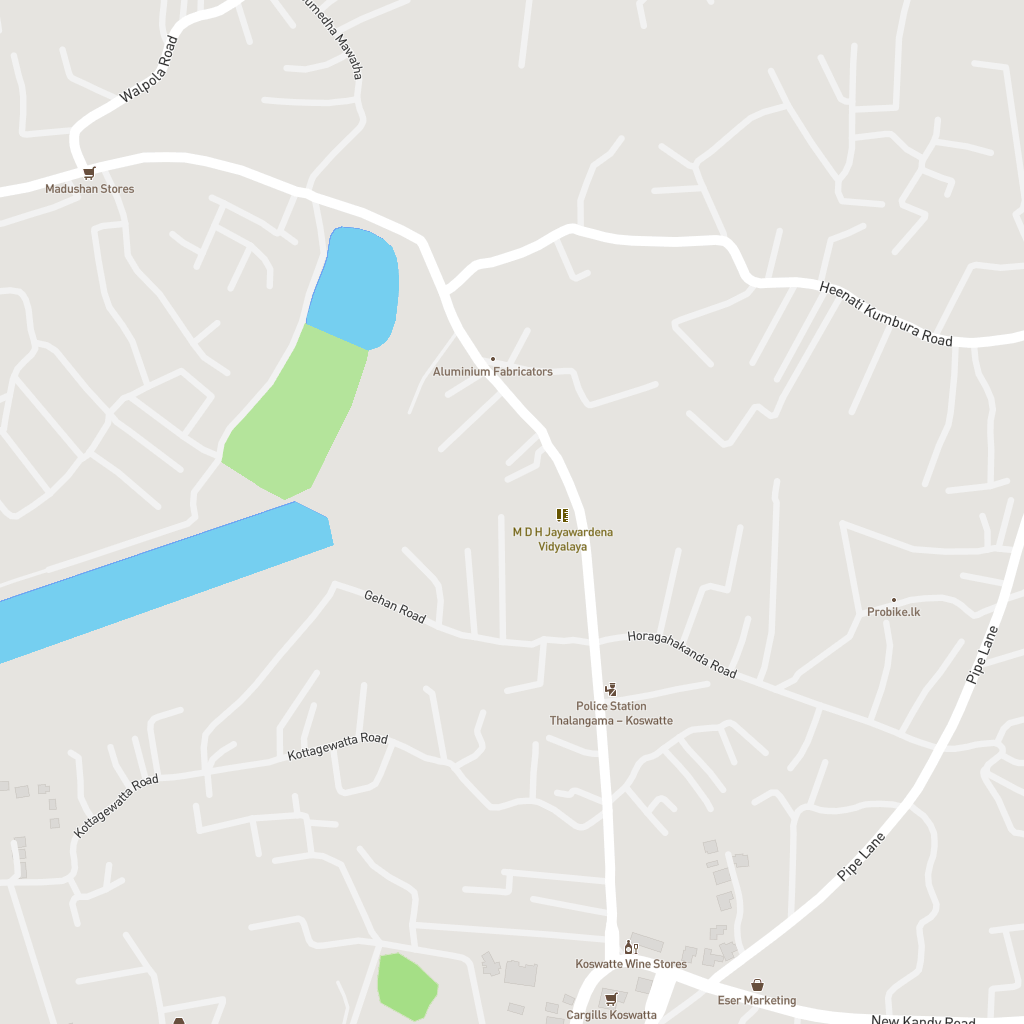 umedha Mawatha
Walpola Road
Madushan Stores
Heenati Kumbura Road
Aluminium Fabricators
M D H Jayawardena
Vidyalaya
Gehan Road
Probike.lk
Horagahakanda Road
Pipe Lane
Police Station
Thalangama – Koswatte
Kottagewatta Road
Kottagewatta Road
Pipe Lane
Koswatte Wine Stores
Eser Marketing
Cargills Koswatta
New Kandy Road